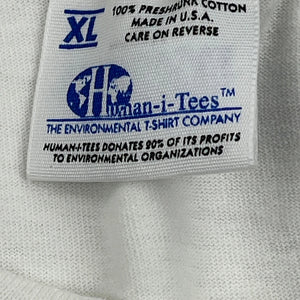 XL
100% PRESHRUNK COTTON
MADE IN U.S.A.
CARE ON REVERSE
Human-i-Tees™
THE ENVIRONMENTAL T-SHIRT COMPANY
HUMAN-I-TEES DONATES 90% OF ITS PROFITS
TO ENVIRONMENTAL ORGANIZATIONS